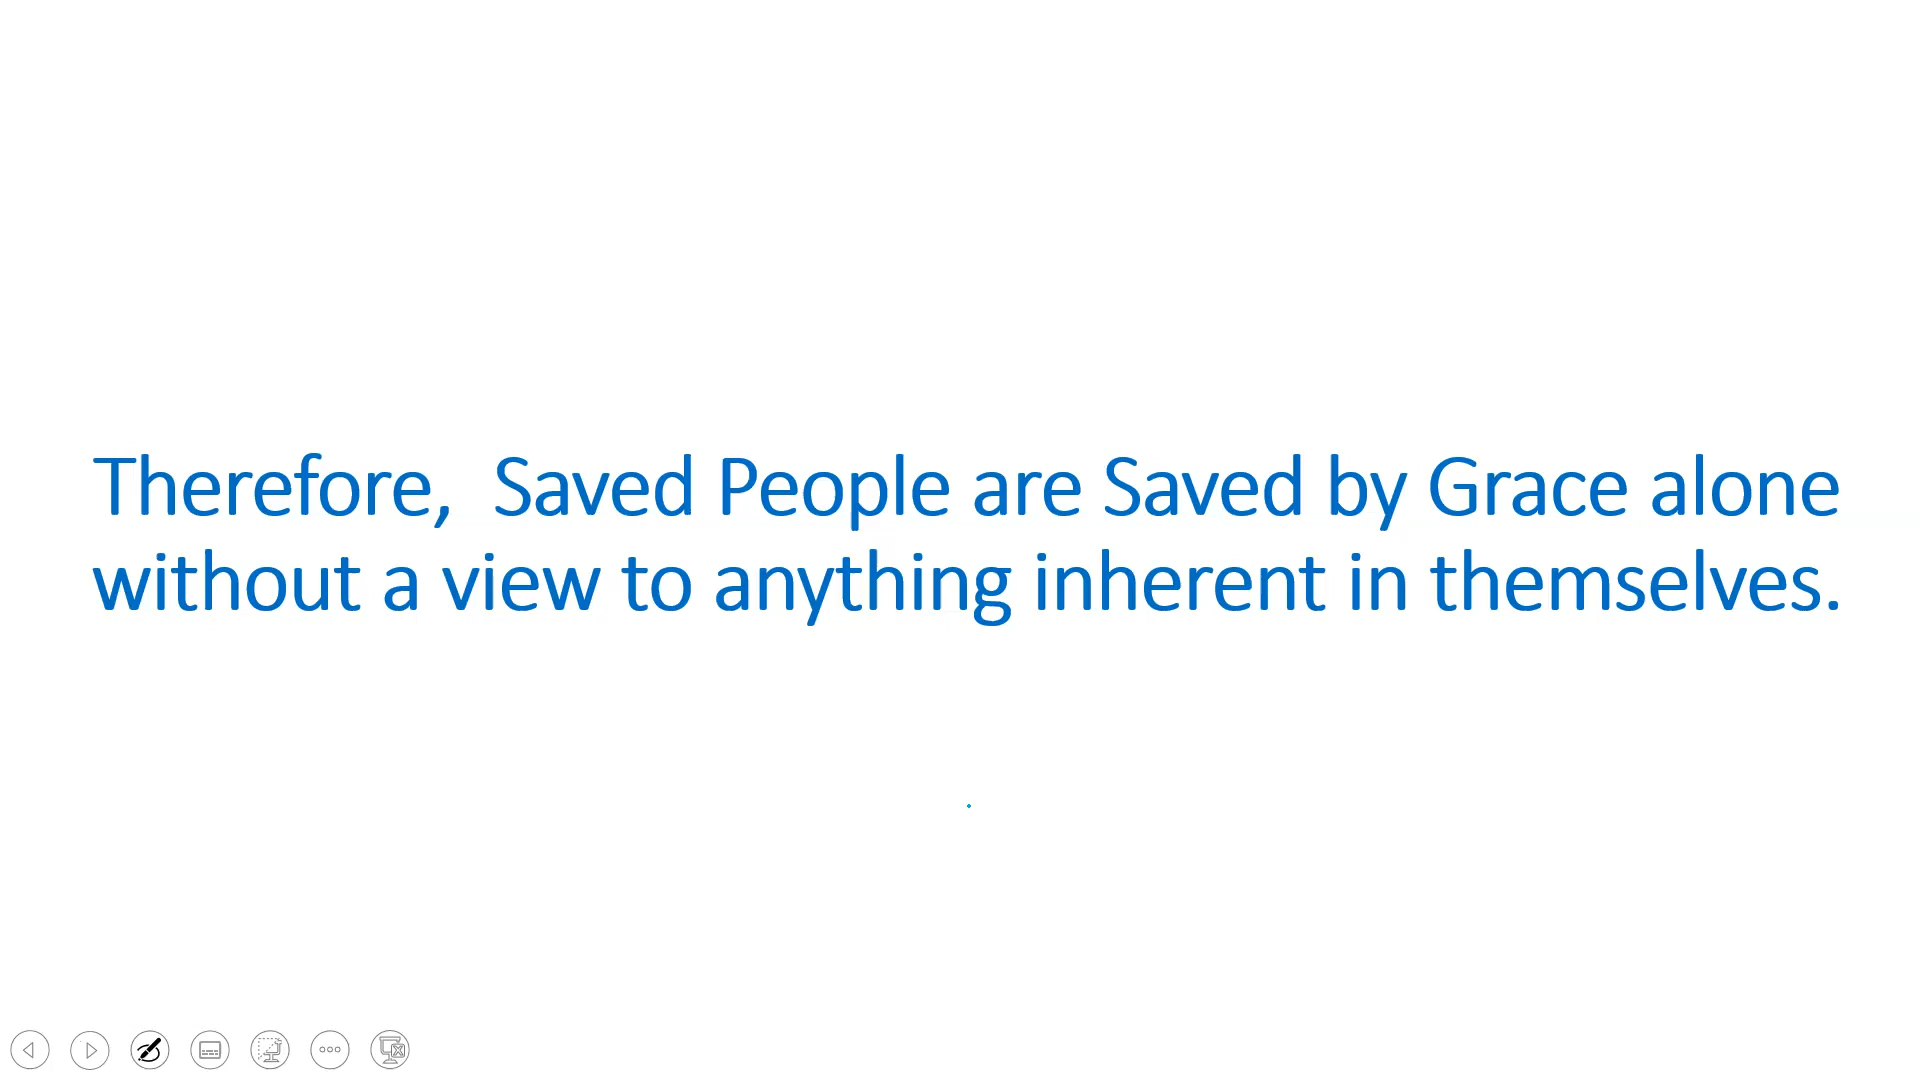 Therefore,  Saved People are Saved by Grace alone
without a view to anything inherent in themselves.